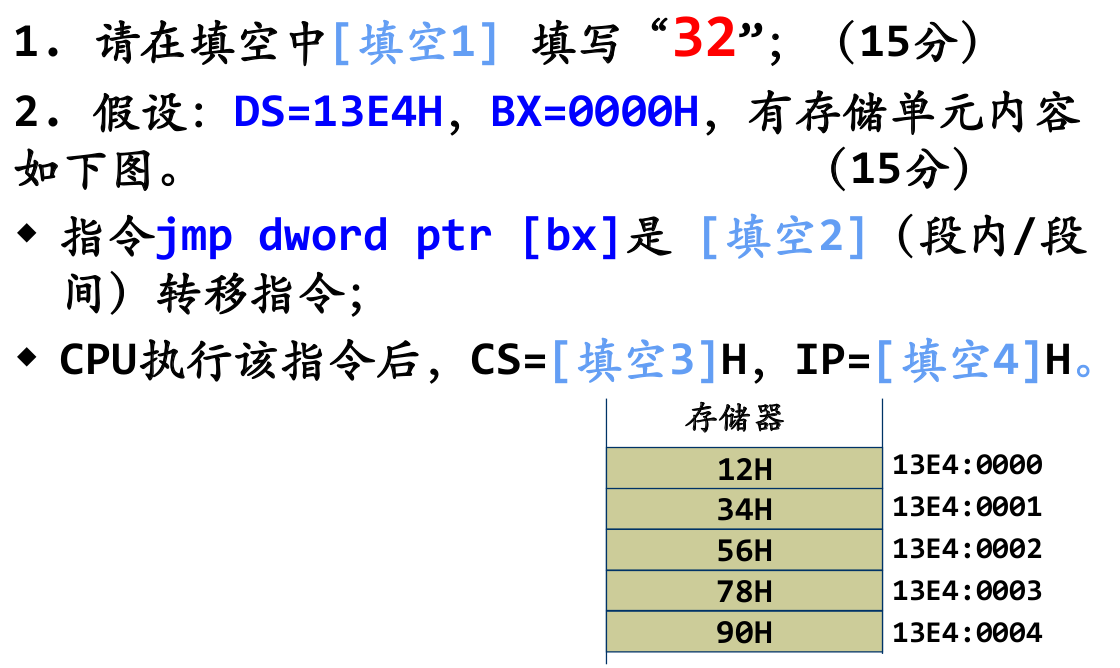 1. 请在填空中[填空1] 填写“32”；（15分）
2. 假设：DS=13E4H，BX=0000H，有存储单元内容
如下图。（15分）
◆ 指令jmp dword ptr [bx]是 [填空2]（段内/段
间）转移指令；
◆ CPU执行该指令后，CS=[填空3]H，IP=[填空4]H。
存储器
12H 13E4:0000
34H 13E4:0001
56H 13E4:0002
78H 13E4:0003
90H 13E4:0004